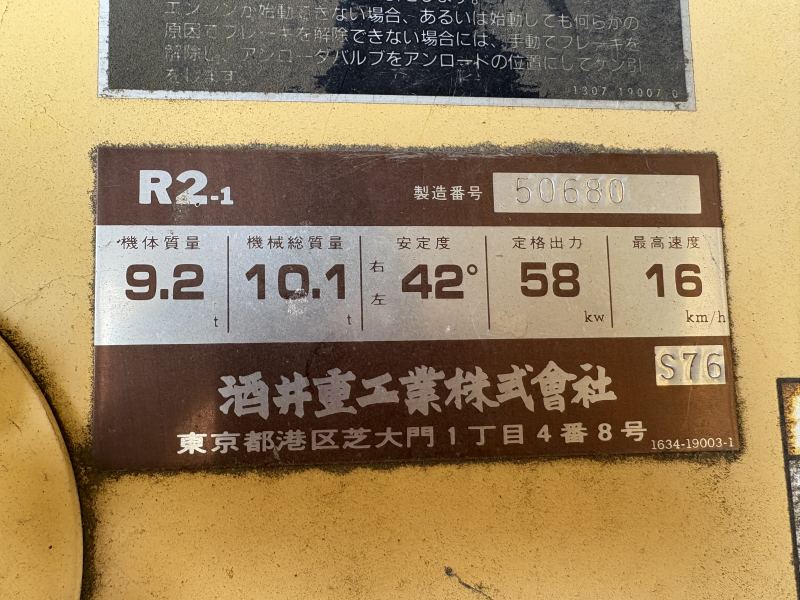 エンジンが始動できない場合、あるいは始動しても何らかの
原因でブレーキを解除できない場合には、手動でブレーキを
解除し、アンローダバルブをアンロードの位置にしてケン引
をします。
1307 19007 0
R2-1
製造番号 50680
機体質量 機械総質量 安定度 定格出力 最高速度
9.2 t 10.1 t 右 左 42° 58 kw 16 km/h
S76
酒井重工業株式會社
東京都港区芝大門1丁目4番8号
1634-19003-1